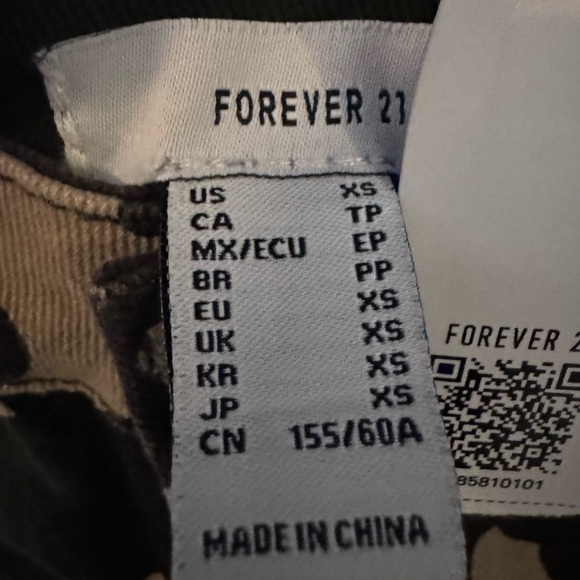 FOREVER 21
US XS
CA TP
MX/ECU EP
BR PP
EU XS
UK XS
KR XS
JP XS
CN 155/60A
MADE IN CHINA
FOREVER 2
85810101